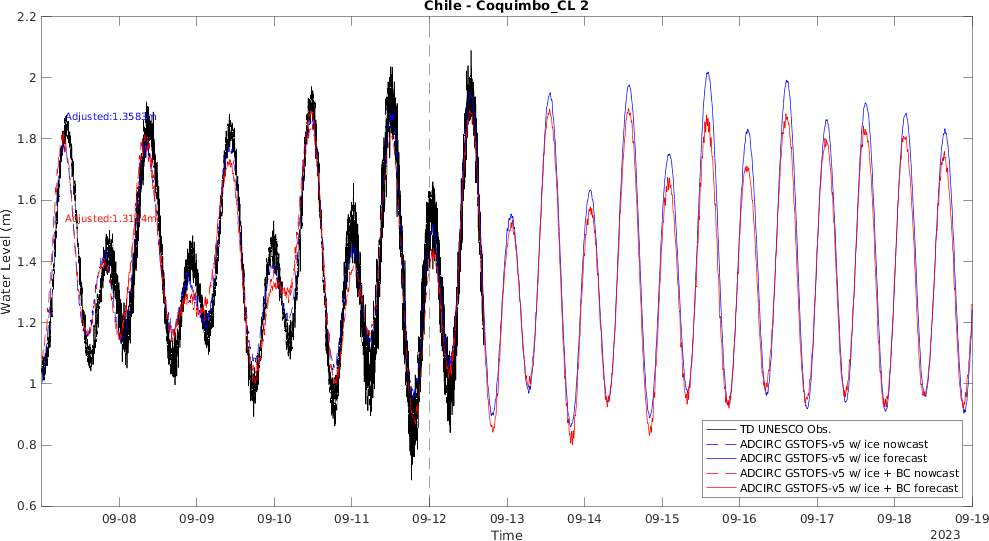 Chile - Coquimbo_CL 2
2.2
2
1.8
1.6
1.4
1.2
1
0.8
0.6
Water Level (m)
Adjusted:1.3583m
Adjusted:1.3174m
TD UNESCO Obs.
ADCIRC GSTOFS-v5 w/ ice nowcast
ADCIRC GSTOFS-v5 w/ ice forecast
ADCIRC GSTOFS-v5 w/ ice + BC nowcast
ADCIRC GSTOFS-v5 w/ ice + BC forecast
09-08 09-09 09-10 09-11 09-12 09-13 09-14 09-15 09-16 09-17 09-18 09-19
Time
2023